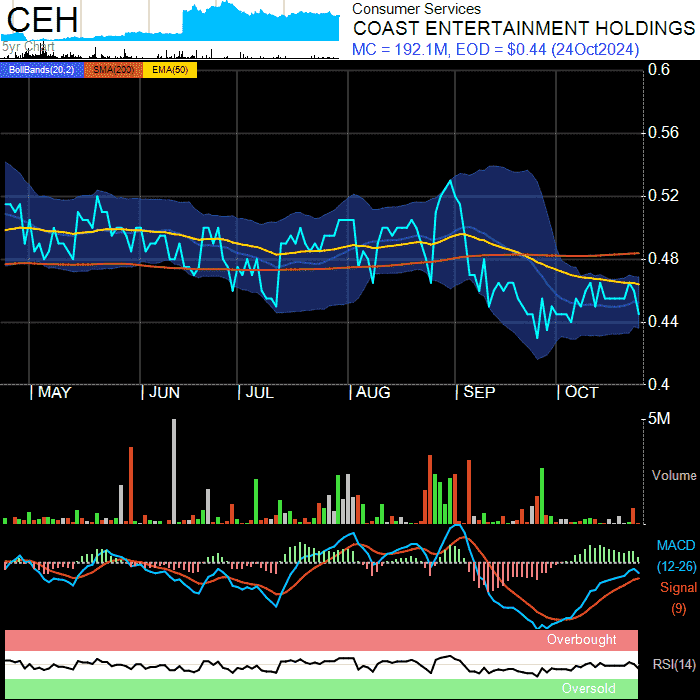 CEH
5yr Chart
Consumer Services
COAST ENTERTAINMENT HOLDINGS
MC = 192.1M, EOD = $0.44 (24Oct2024)
BollBands(20,2) SMA(200) EMA(50)
0.6
0.56
0.52
0.48
0.44
0.4
MAY JUN JUL AUG SEP OCT
5M
Volume
MACD
(12-26)
Signal
(9)
Overbought
RSI(14)
Oversold